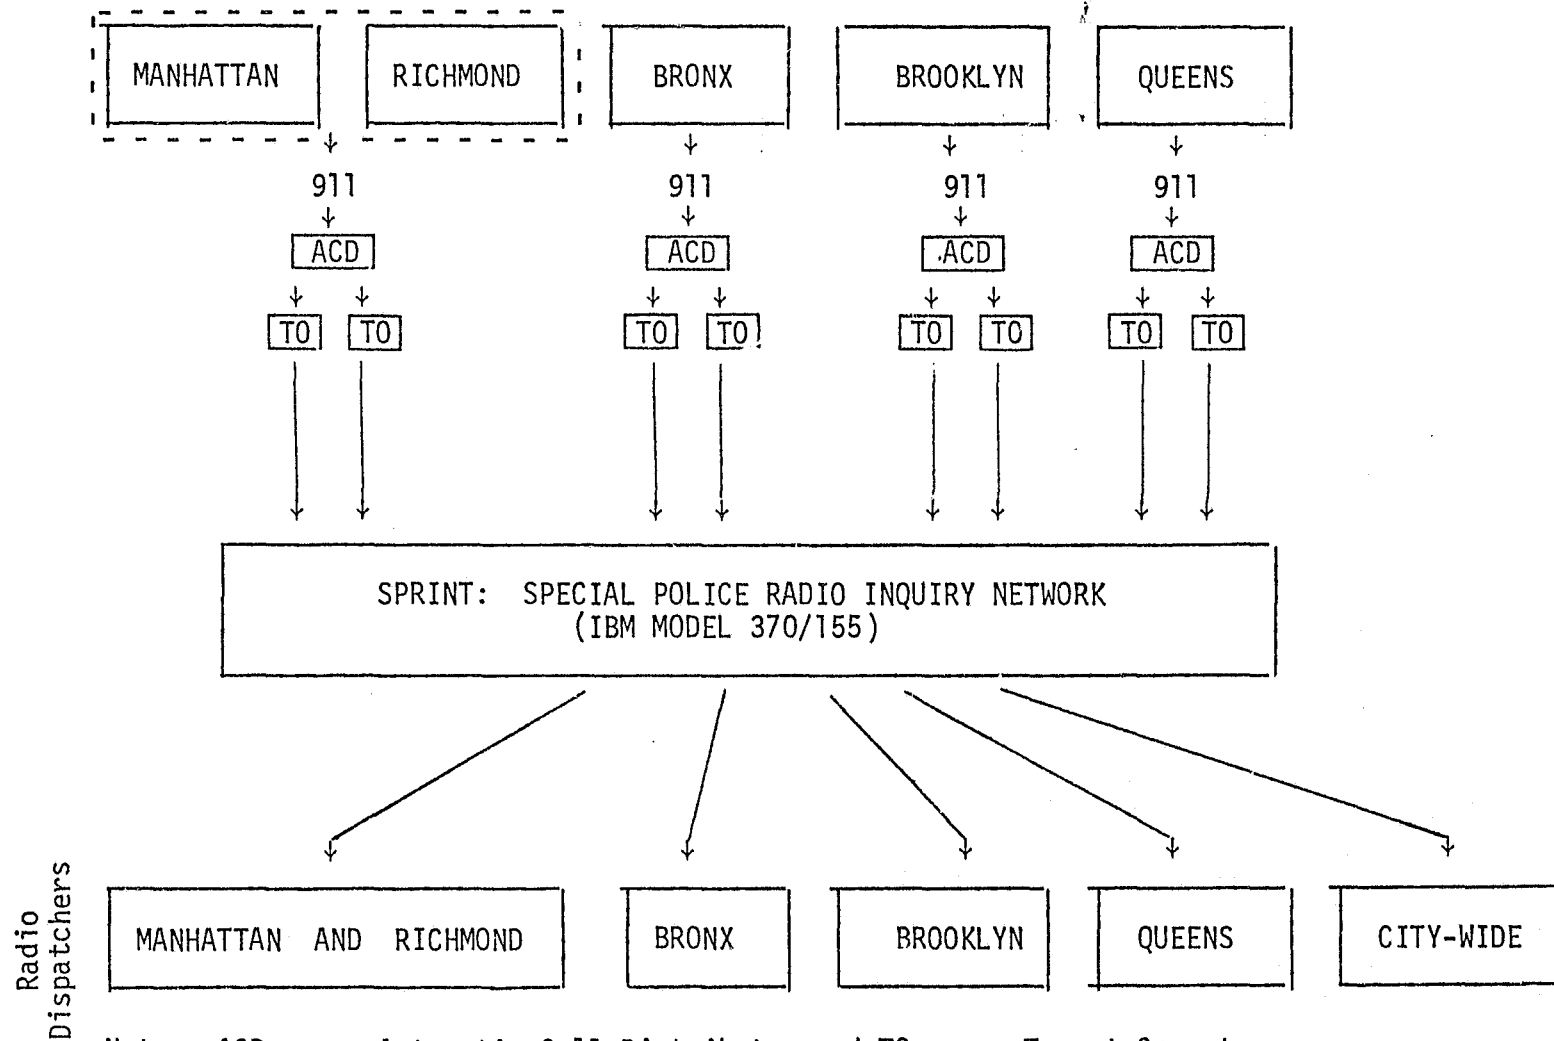 MANHATTAN RICHMOND BRONX BROOKLYN QUEENS
911 911 911 911
ACD ACD ACD ACD
TO TO TO TO TO TO TO TO
SPRINT: SPECIAL POLICE RADIO INQUIRY NETWORK
(IBM MODEL 370/155)
Radio
Dispatchers
MANHATTAN AND RICHMOND BRONX BROOKLYN QUEENS CITY-WIDE